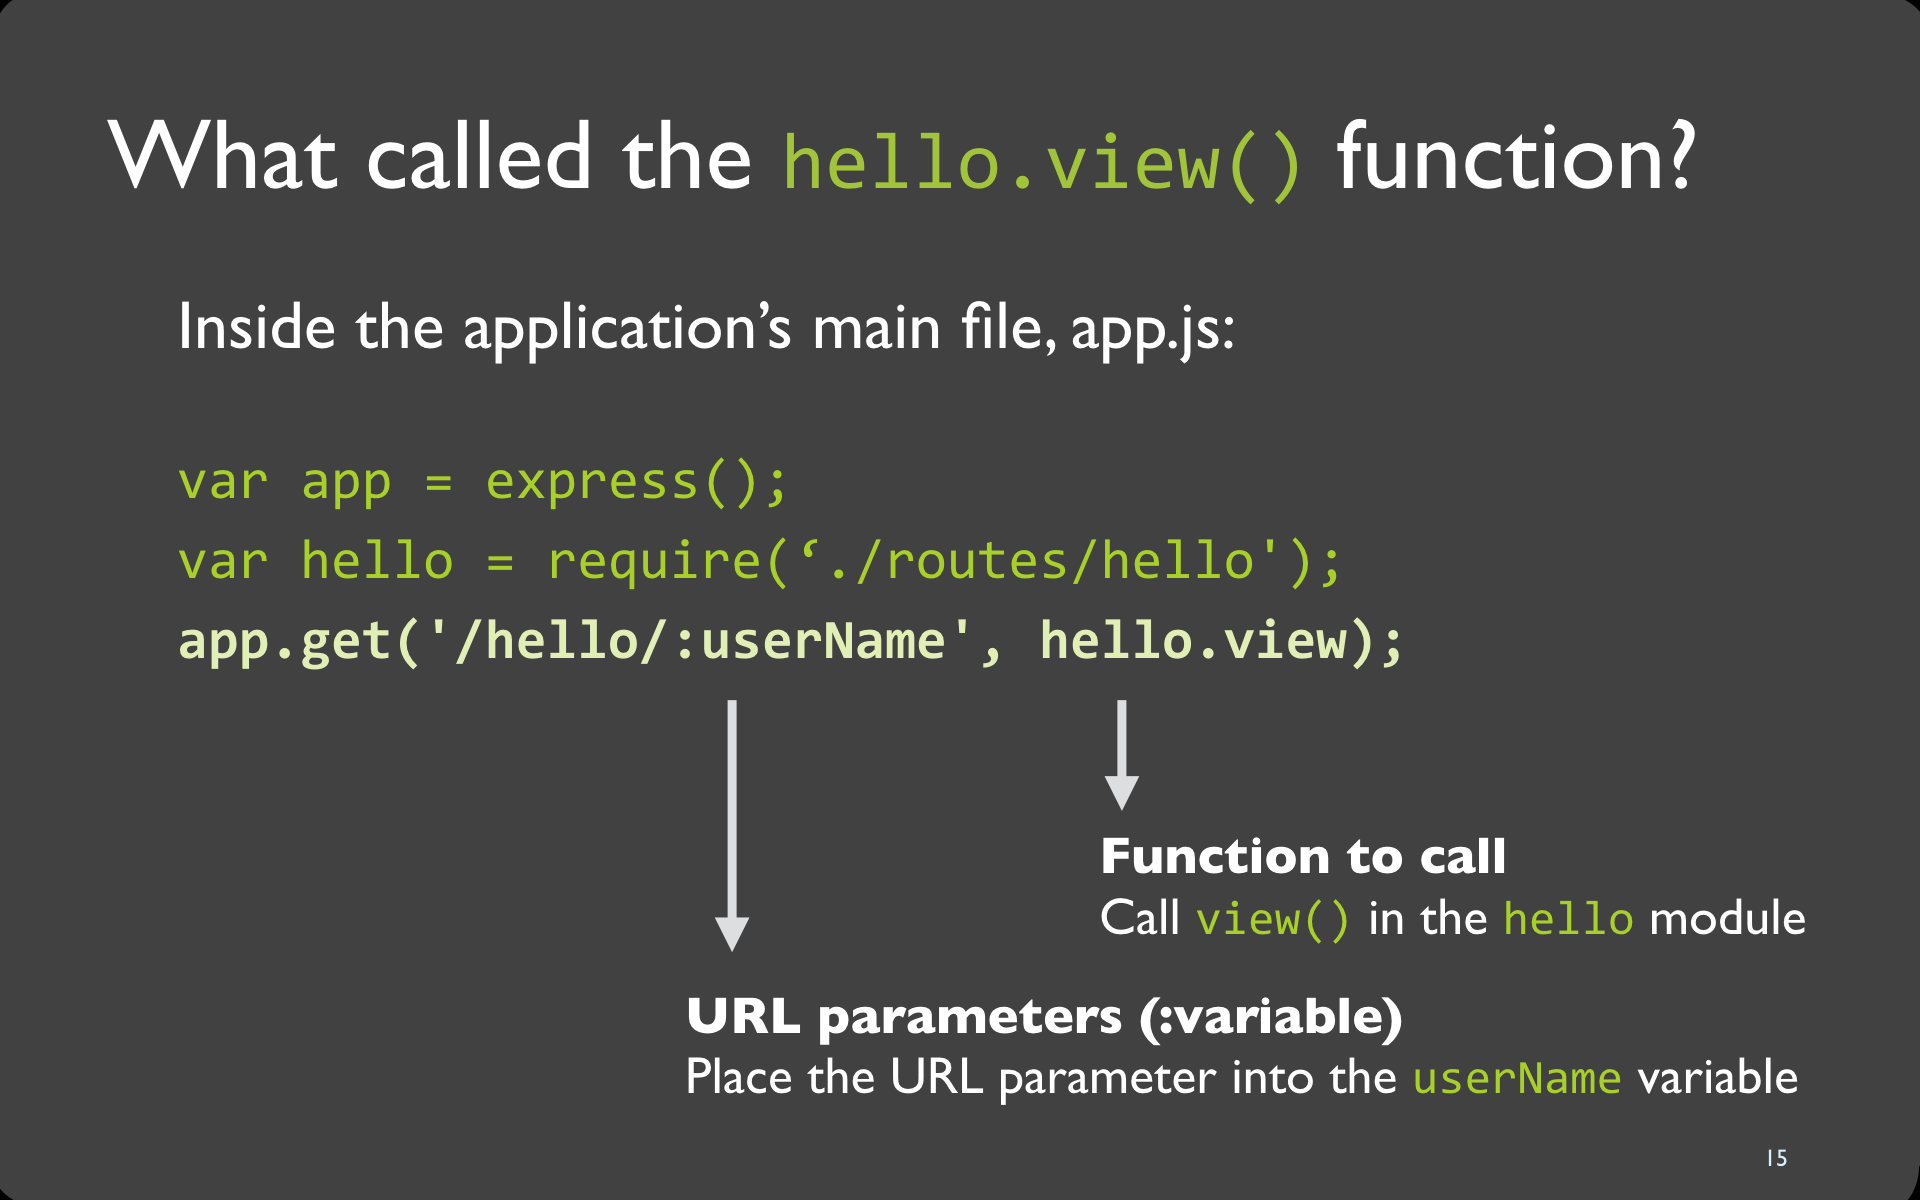 What called the hello.view() function?
Inside the application’s main file, app.js:
var app = express();
var hello = require(‘./routes/hello');
app.get('/hello/:userName', hello.view);
Function to call
Call view() in the hello module
URL parameters (:variable)
Place the URL parameter into the userName variable
15